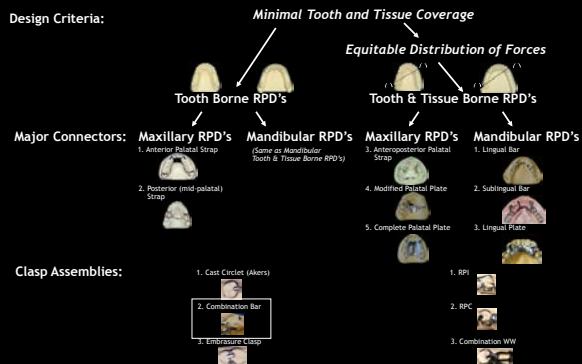 Design Criteria:
Minimal Tooth and Tissue Coverage
Equitable Distribution of Forces
Tooth Borne RPD's
Tooth & Tissue Borne RPD's
Major Connectors:
Maxillary RPD's
1. Anterior Palatal Strap
2. Posterior (mid-palatal)
Strap
Mandibular RPD's
(Same as Mandibular
Tooth & Tissue Borne RPD's)
Maxillary RPD's
3. Anteroposterior Palatal
Strap
4. Modified Palatal Plate
5. Complete Palatal Plate
Mandibular RPD's
1. Lingual Bar
2. Sublingual Bar
3. Lingual Plate
Clasp Assemblies:
1. Cast Circlet (Akers)
2. Combination Bar
3. Embrasure Clasp
1. RPI
2. RPC
3. Combination WW